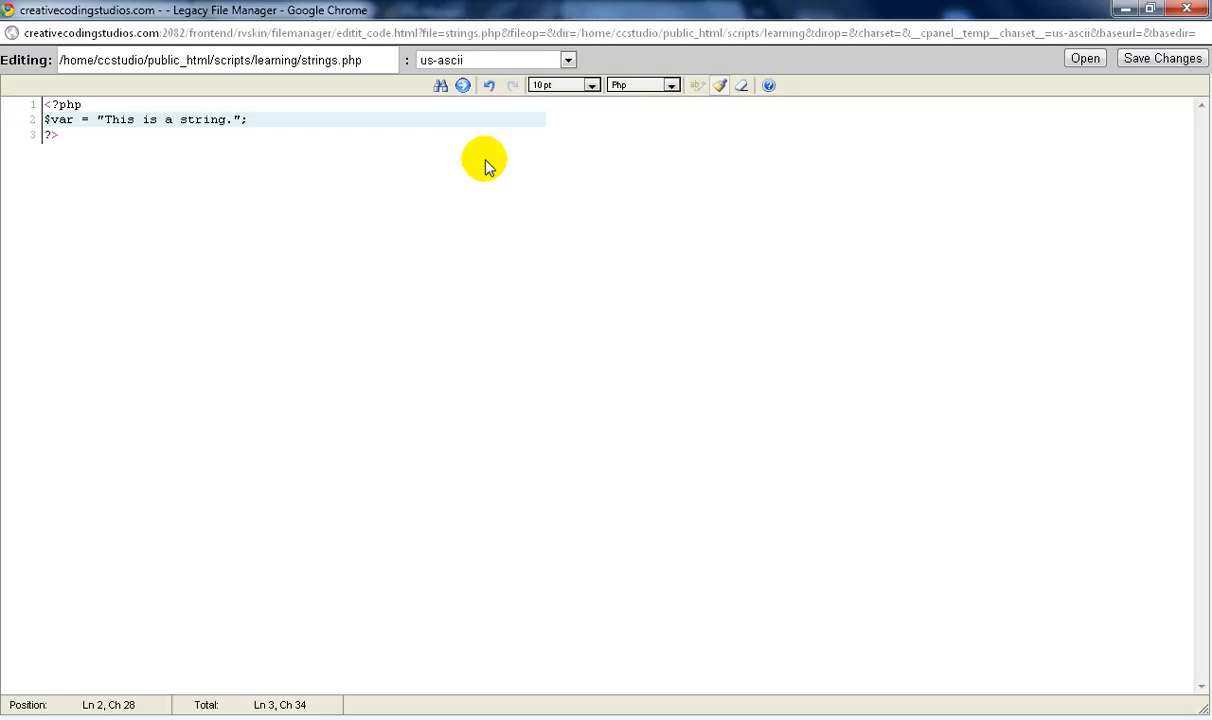 creativecodingstudios.com - - Legacy File Manager - Google Chrome
creativecodingstudios.com:2082/frontend/rvskin/filemanager/editit_code.html?file=strings.php&fileop=&dir=/home/ccstudio/public_html/scripts/learning&dirop=&charset=&__cpanel__temp__charset__=us-ascii&baseurl=&basedir=
Editing: /home/ccstudio/public_html/scripts/learning/strings.php : us-ascii Open Save Changes
10 pt Php
1 <?php
2 $var = "This is a string.";
3 ?>
Position: Ln 2, Ch 28 Total: Ln 3, Ch 34